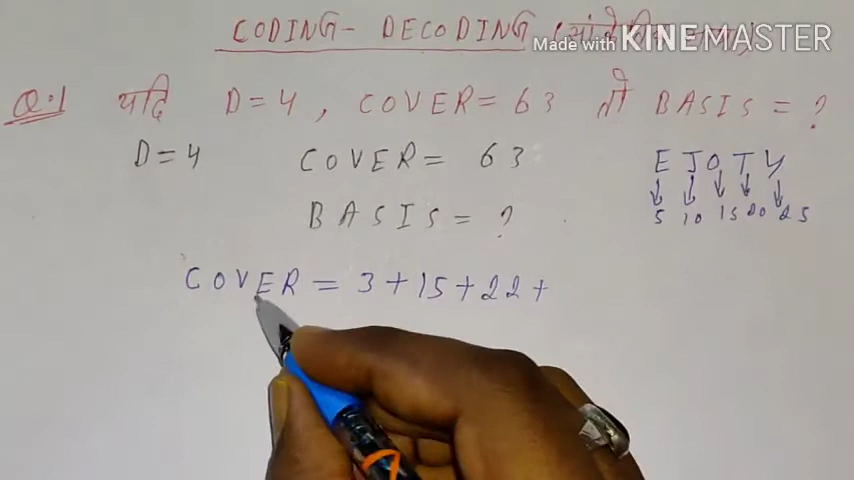 CODING- DECODING (
Made with KINEMASTER
Q.1 यदि D=4, COVER= 63 तो BASIS = ?
D=4 COVER= 63
E J O T Y
5 10 15 20 25
BASIS = ?
COVER = 3+15+22+